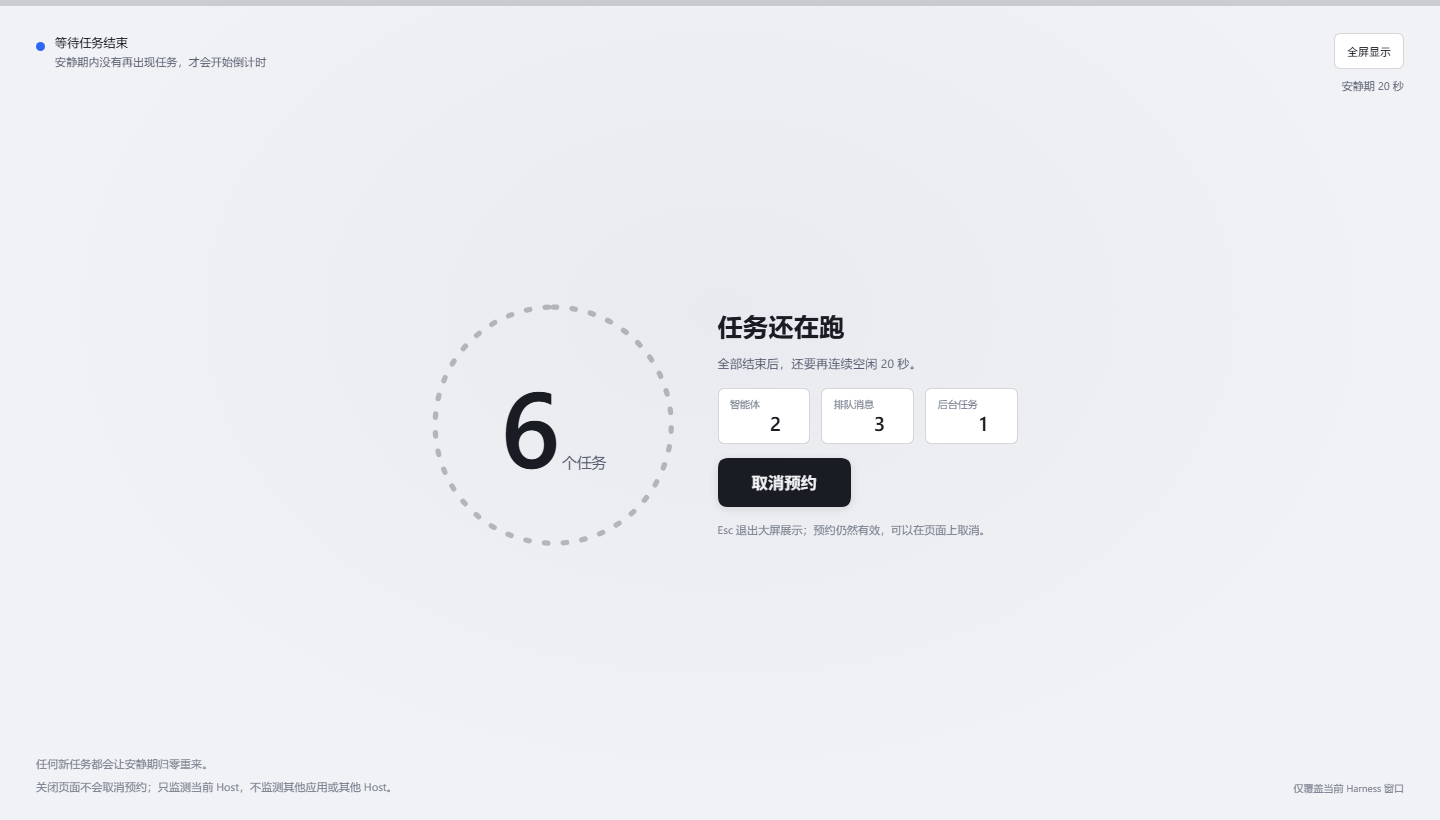 等待任务结束
安静期内没有再出现任务，才会开始倒计时
全屏显示
安静期 20 秒
6 个任务
任务还在跑
全部结束后，还要再连续空闲 20 秒。
智能体
2
排队消息
3
后台任务
1
取消预约
Esc 退出大屏展示；预约仍然有效，可以在页面上取消。
任何新任务都会让安静期归零重来。
关闭页面不会取消预约；只监测当前 Host，不监测其他应用或其他 Host。
仅覆盖当前 Harness 窗口